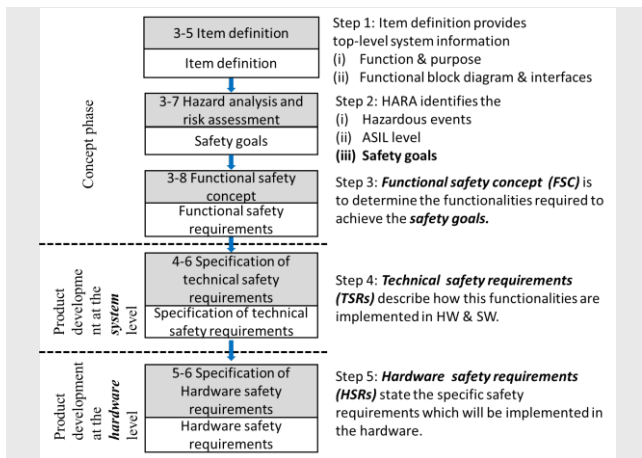 Concept phase
3-5 Item definition
Item definition
Step 1: Item definition provides
top-level system information
(i) Function & purpose
(ii) Functional block diagram & interfaces
3-7 Hazard analysis and
risk assessment
Safety goals
Step 2: HARA identifies the
(i) Hazardous events
(ii) ASIL level
(iii) Safety goals
3-8 Functional safety
concept
Functional safety
requirements
Step 3: Functional safety concept (FSC) is
to determine the functionalities required to
achieve the safety goals.
Product developme
nt at the
system
level
4-6 Specification of
technical safety
requirements
Specification of technical
safety requirements
Step 4: Technical safety requirements
(TSRs) describe how this functionalities are
implemented in HW & SW.
Product
development
at the
hardware
level
5-6 Specification of
Hardware safety
requirements
Hardware safety
requirements
Step 5: Hardware safety requirements
(HSRs) state the specific safety
requirements which will be implemented in
the hardware.